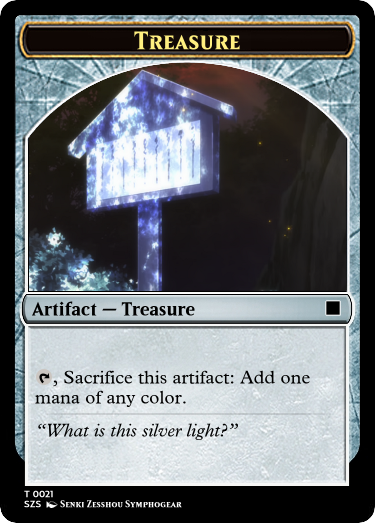 Treasure
Artifact — Treasure
, Sacrifice this artifact: Add one
mana of any color.
“What is this silver light?”
T 0021
SZS Senki Zesshou Symphogear